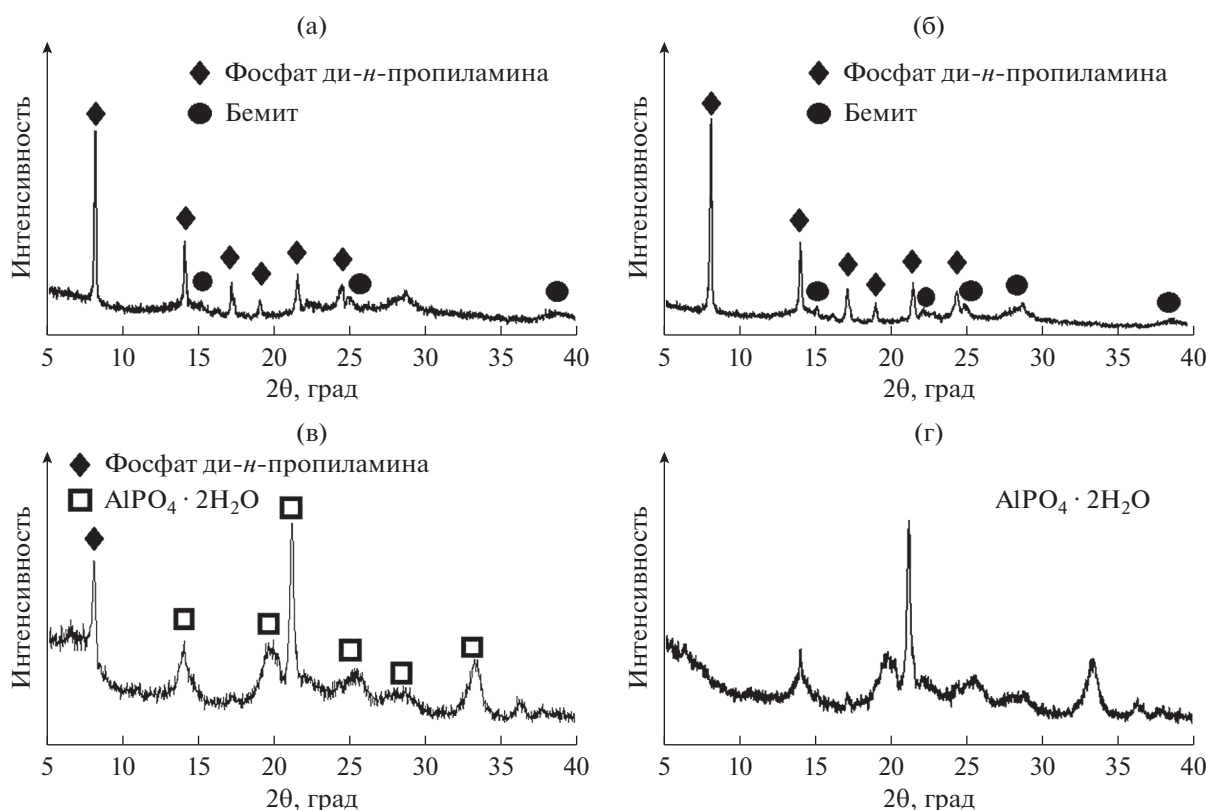 (а)
Интенсивность
Фосфат ди-н-пропиламина
Бемит
5 10 15 20 25 30 35 40
2θ, град
(б)
Интенсивность
Фосфат ди-н-пропиламина
Бемит
5 10 15 20 25 30 35 40
2θ, град
(в)
Интенсивность
Фосфат ди-н-пропиламина
AlPO₄ · 2H₂O
5 10 15 20 25 30 35 40
2θ, град
(г)
Интенсивность
AlPO₄ · 2H₂O
5 10 15 20 25 30 35 40
2θ, град